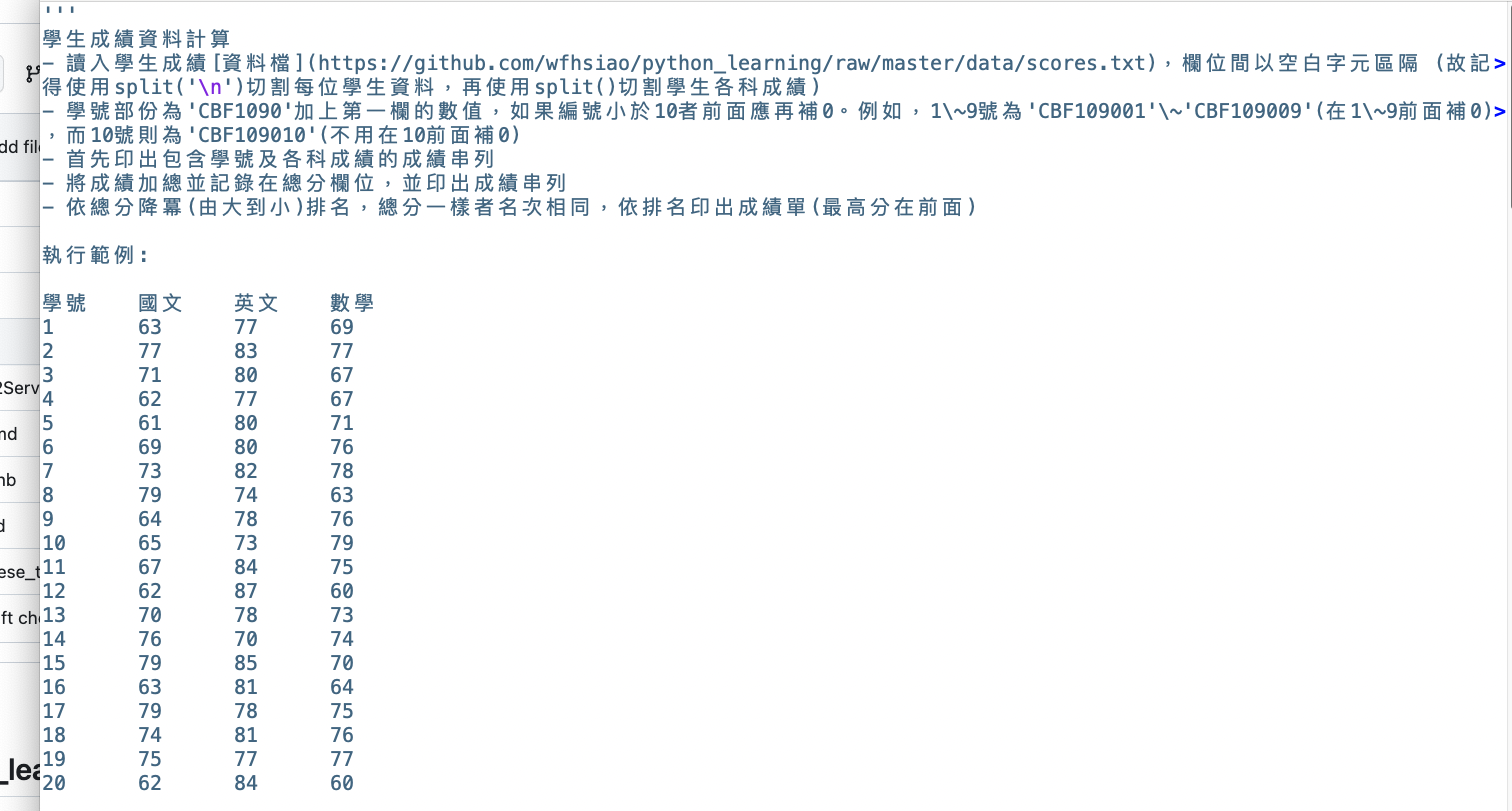 '''
學生成績資料計算
- 讀入學生成績[資料檔](https://github.com/wfhsiao/python_learning/raw/master/data/scores.txt)，欄位間以空白字元區隔 (故記>
得使用split('\n')切割每位學生資料，再使用split()切割學生各科成績)
- 學號部份為'CBF1090'加上第一欄的數值，如果編號小於10者前面應再補0。例如，1\~9號為'CBF109001'\~'CBF109009'(在1\~9前面補0)>
，而10號則為'CBF109010'(不用在10前面補0)
- 首先印出包含學號及各科成績的成績串列
- 將成績加總並記錄在總分欄位，並印出成績串列
- 依總分降冪(由大到小)排名，總分一樣者名次相同，依排名印出成績單(最高分在前面)
執行範例:
學號 國文 英文 數學
1 63 77 69
2 77 83 77
3 71 80 67
4 62 77 67
5 61 80 71
6 69 80 76
7 73 82 78
8 79 74 63
9 64 78 76
10 65 73 79
11 67 84 75
12 62 87 60
13 70 78 73
14 76 70 74
15 79 85 70
16 63 81 64
17 79 78 75
18 74 81 76
19 75 77 77
20 62 84 60
dd file
2Serv
md
nb
d
ese_t
ft che
_lea